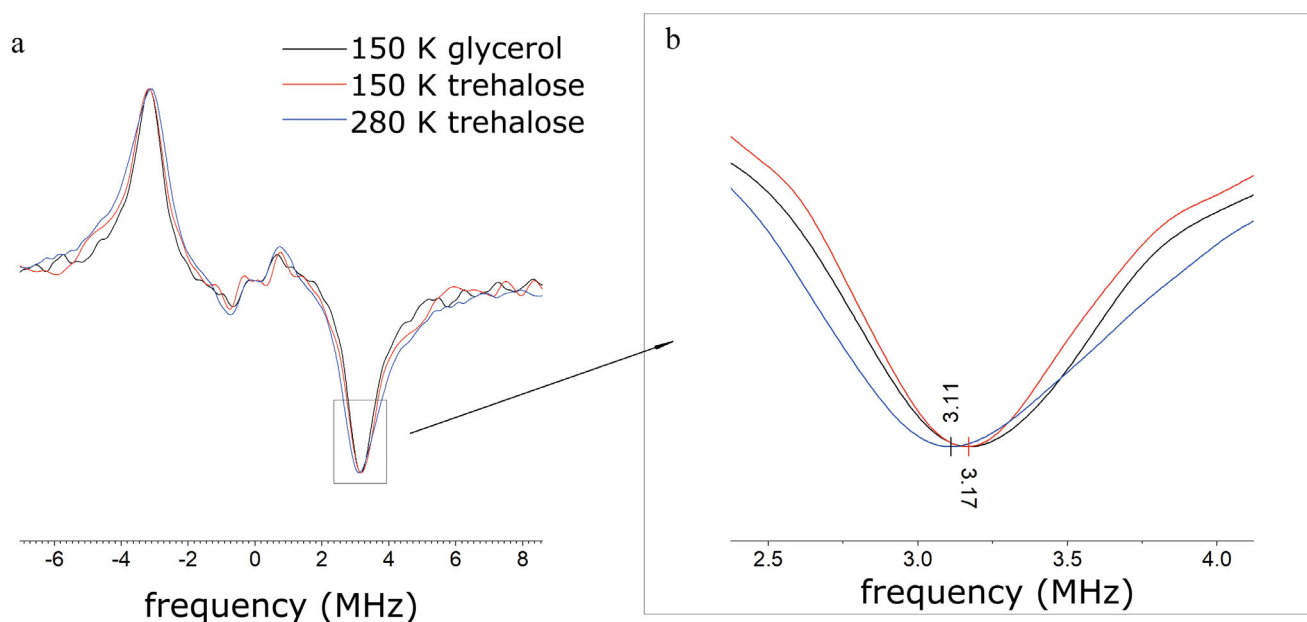 a
150 K glycerol
150 K trehalose
280 K trehalose
-6 -4 -2 0 2 4 6 8
frequency (MHz)
b
3.11
3.17
2.5 3.0 3.5 4.0
frequency (MHz)